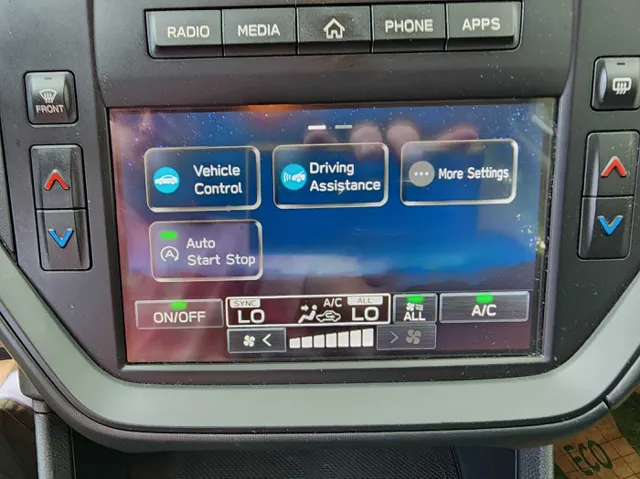 RADIO
MEDIA
PHONE
APPS
FRONT
Vehicle
Control
Driving
Assistance
More Settings
Auto
Start Stop
A
ON/OFF
SYNC
LO
A/C
ALL
LO
ALL
A/C
ECO